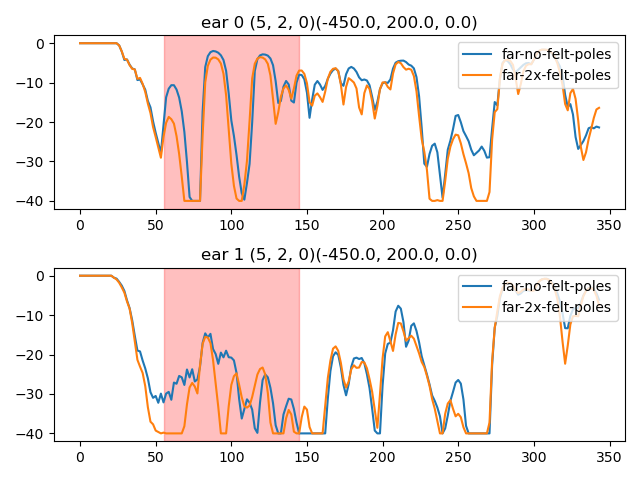 ear 0 (5, 2, 0)(-450.0, 200.0, 0.0)
0
−10
−20
−30
−40
far-no-felt-poles
far-2x-felt-poles
0 50 100 150 200 250 300 350
ear 1 (5, 2, 0)(-450.0, 200.0, 0.0)
0
−10
−20
−30
−40
far-no-felt-poles
far-2x-felt-poles
0 50 100 150 200 250 300 350